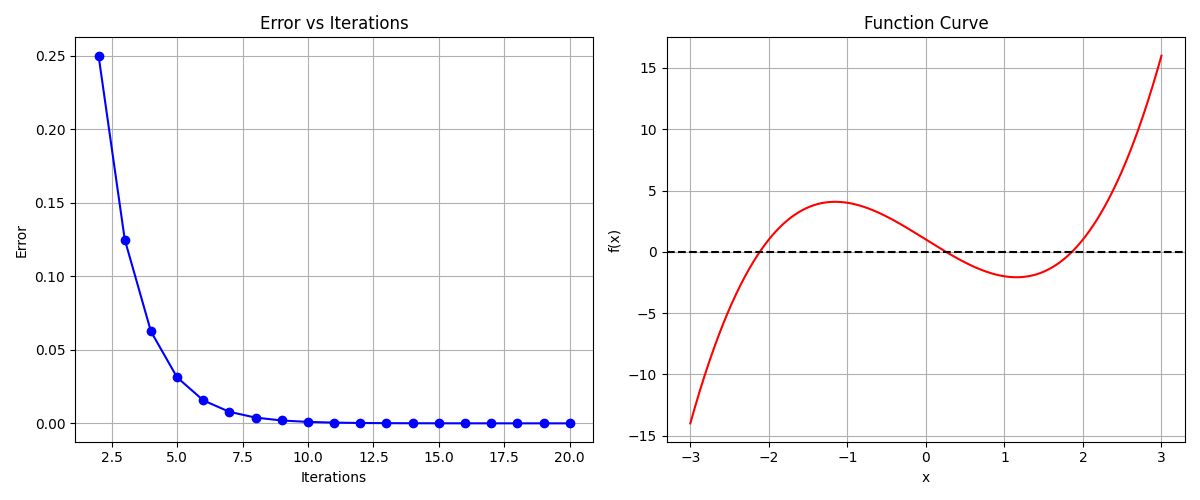 Error vs Iterations
Error
0.25
0.20
0.15
0.10
0.05
0.00
2.5 5.0 7.5 10.0 12.5 15.0 17.5 20.0
Iterations
Function Curve
f(x)
15
10
5
0
−5
−10
−15
−3 −2 −1 0 1 2 3
x